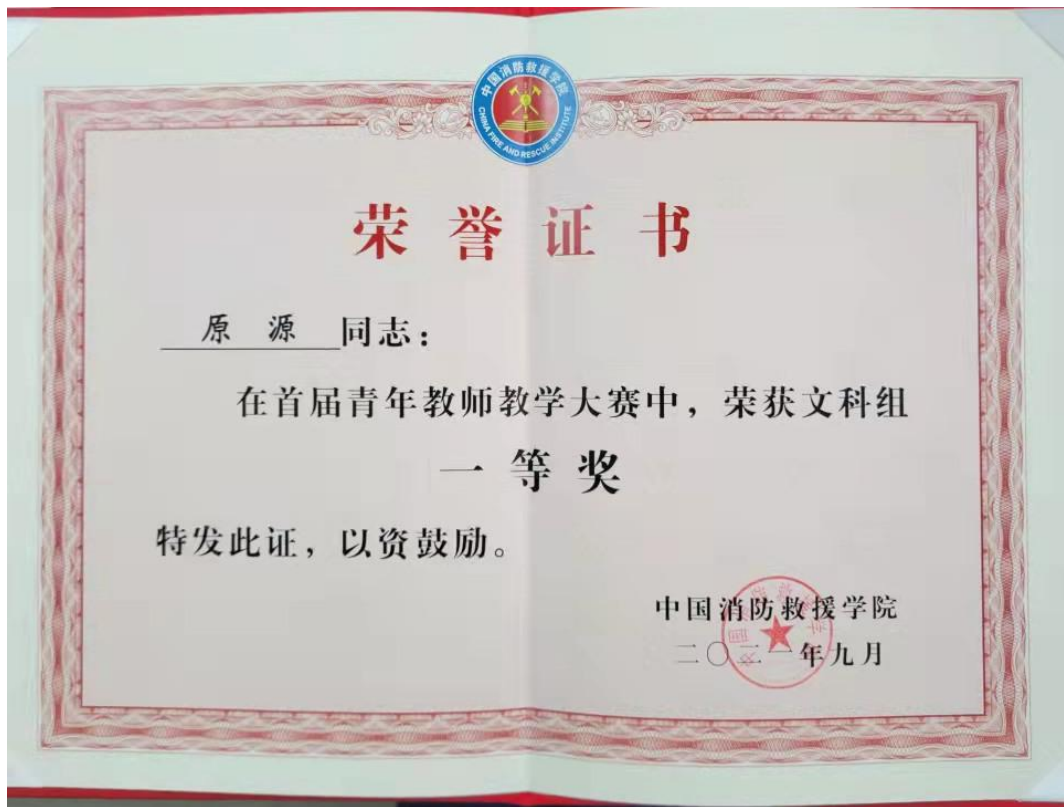 中国消防救援学院
CHINA FIRE AND RESCUE INSTITUTE
荣誉证书
原源同志：
在首届青年教师教学大赛中，荣获文科组
一等奖
特发此证，以资鼓励。
中国消防救援学院
二〇二一年九月